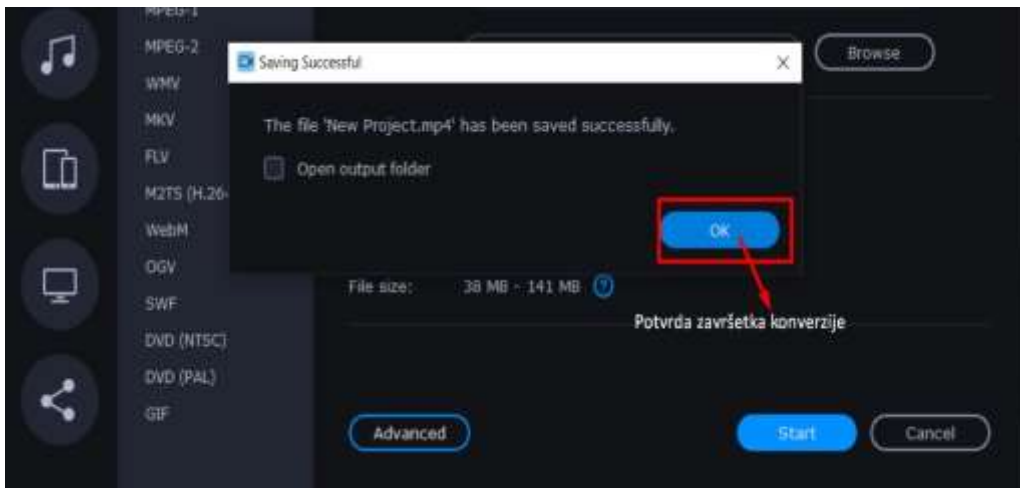 MPEG-1
MPEG-2
WMV
MKV
FLV
M2TS (H.26
WebM
OGV
SWF
DVD (NTSC)
DVD (PAL)
GIF
Saving Successful
Browse
The file 'New Project.mp4' has been saved successfully.
Open output folder
OK
File size: 38 MB - 141 MB
Potvrda završetka konverzije
Advanced
Start
Cancel